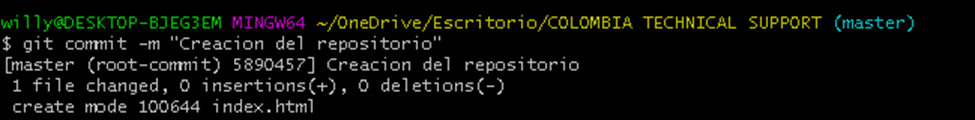 willy@DESKTOP-BJEG3EM MINGW64 ~/OneDrive/Escritorio/COLOMBIA TECHNICAL SUPPORT (master)
$ git commit -m "Creacion del repositorio"
[master (root-commit) 5890457] Creacion del repositorio
 1 file changed, 0 insertions(+), 0 deletions(-)
 create mode 100644 index.html